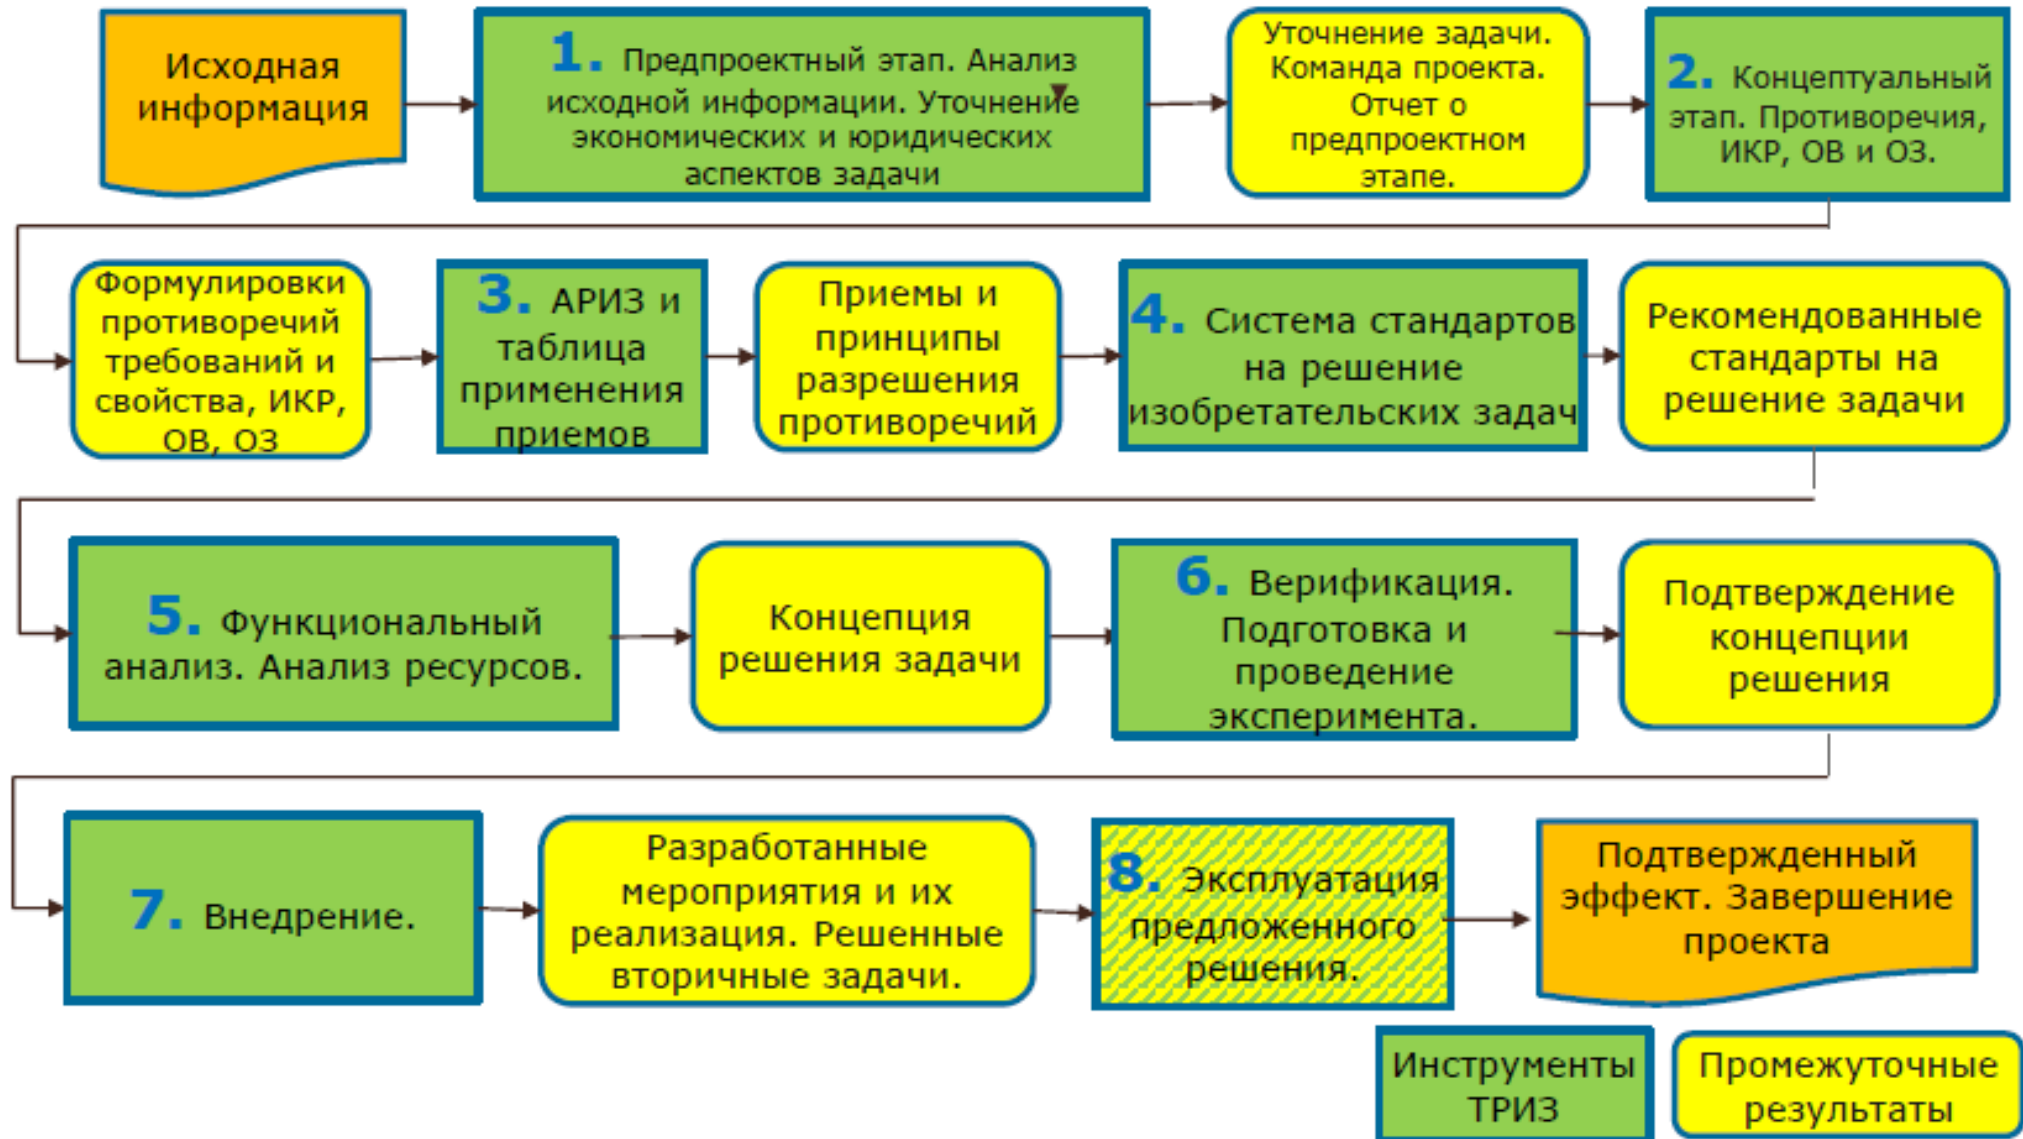 Исходная
информация
1. Предпроектный этап. Анализ
исходной информации. Уточнение
экономических и юридических
аспектов задачи
Уточнение задачи.
Команда проекта.
Отчет о
предпроектном
этапе.
2. Концептуальный
этап. Противоречия,
ИКР, ОВ и ОЗ.
Формулировки
противоречий
требований и
свойства, ИКР,
ОВ, ОЗ
3. АРИЗ и
таблица
применения
приемов
Приемы и
принципы
разрешения
противоречий
4. Система стандартов
на решение
изобретательских задач
Рекомендованные
стандарты на
решение задачи
5. Функциональный
анализ. Анализ ресурсов.
Концепция
решения задачи
6. Верификация.
Подготовка и
проведение
эксперимента.
Подтверждение
концепции
решения
7. Внедрение.
Разработанные
мероприятия и их
реализация. Решенные
вторичные задачи.
8. Эксплуатация
предложенного
решения.
Подтвержденный
эффект. Завершение
проекта
Инструменты
ТРИЗ
Промежуточные
результаты